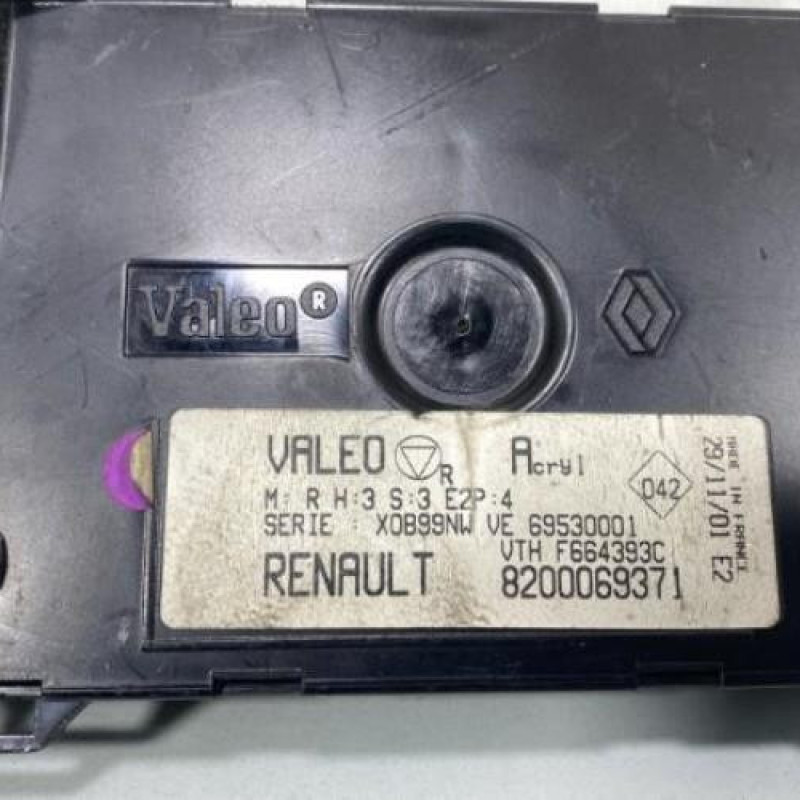 Valeo®
VALEO R Acryl
M: R H:3 S:3 E2P:4
SERIE : X0B99NW VE 69530001
VTH F664393C
RENAULT 8200069371
D42
MADE IN FRANCE
29/11/01 E2